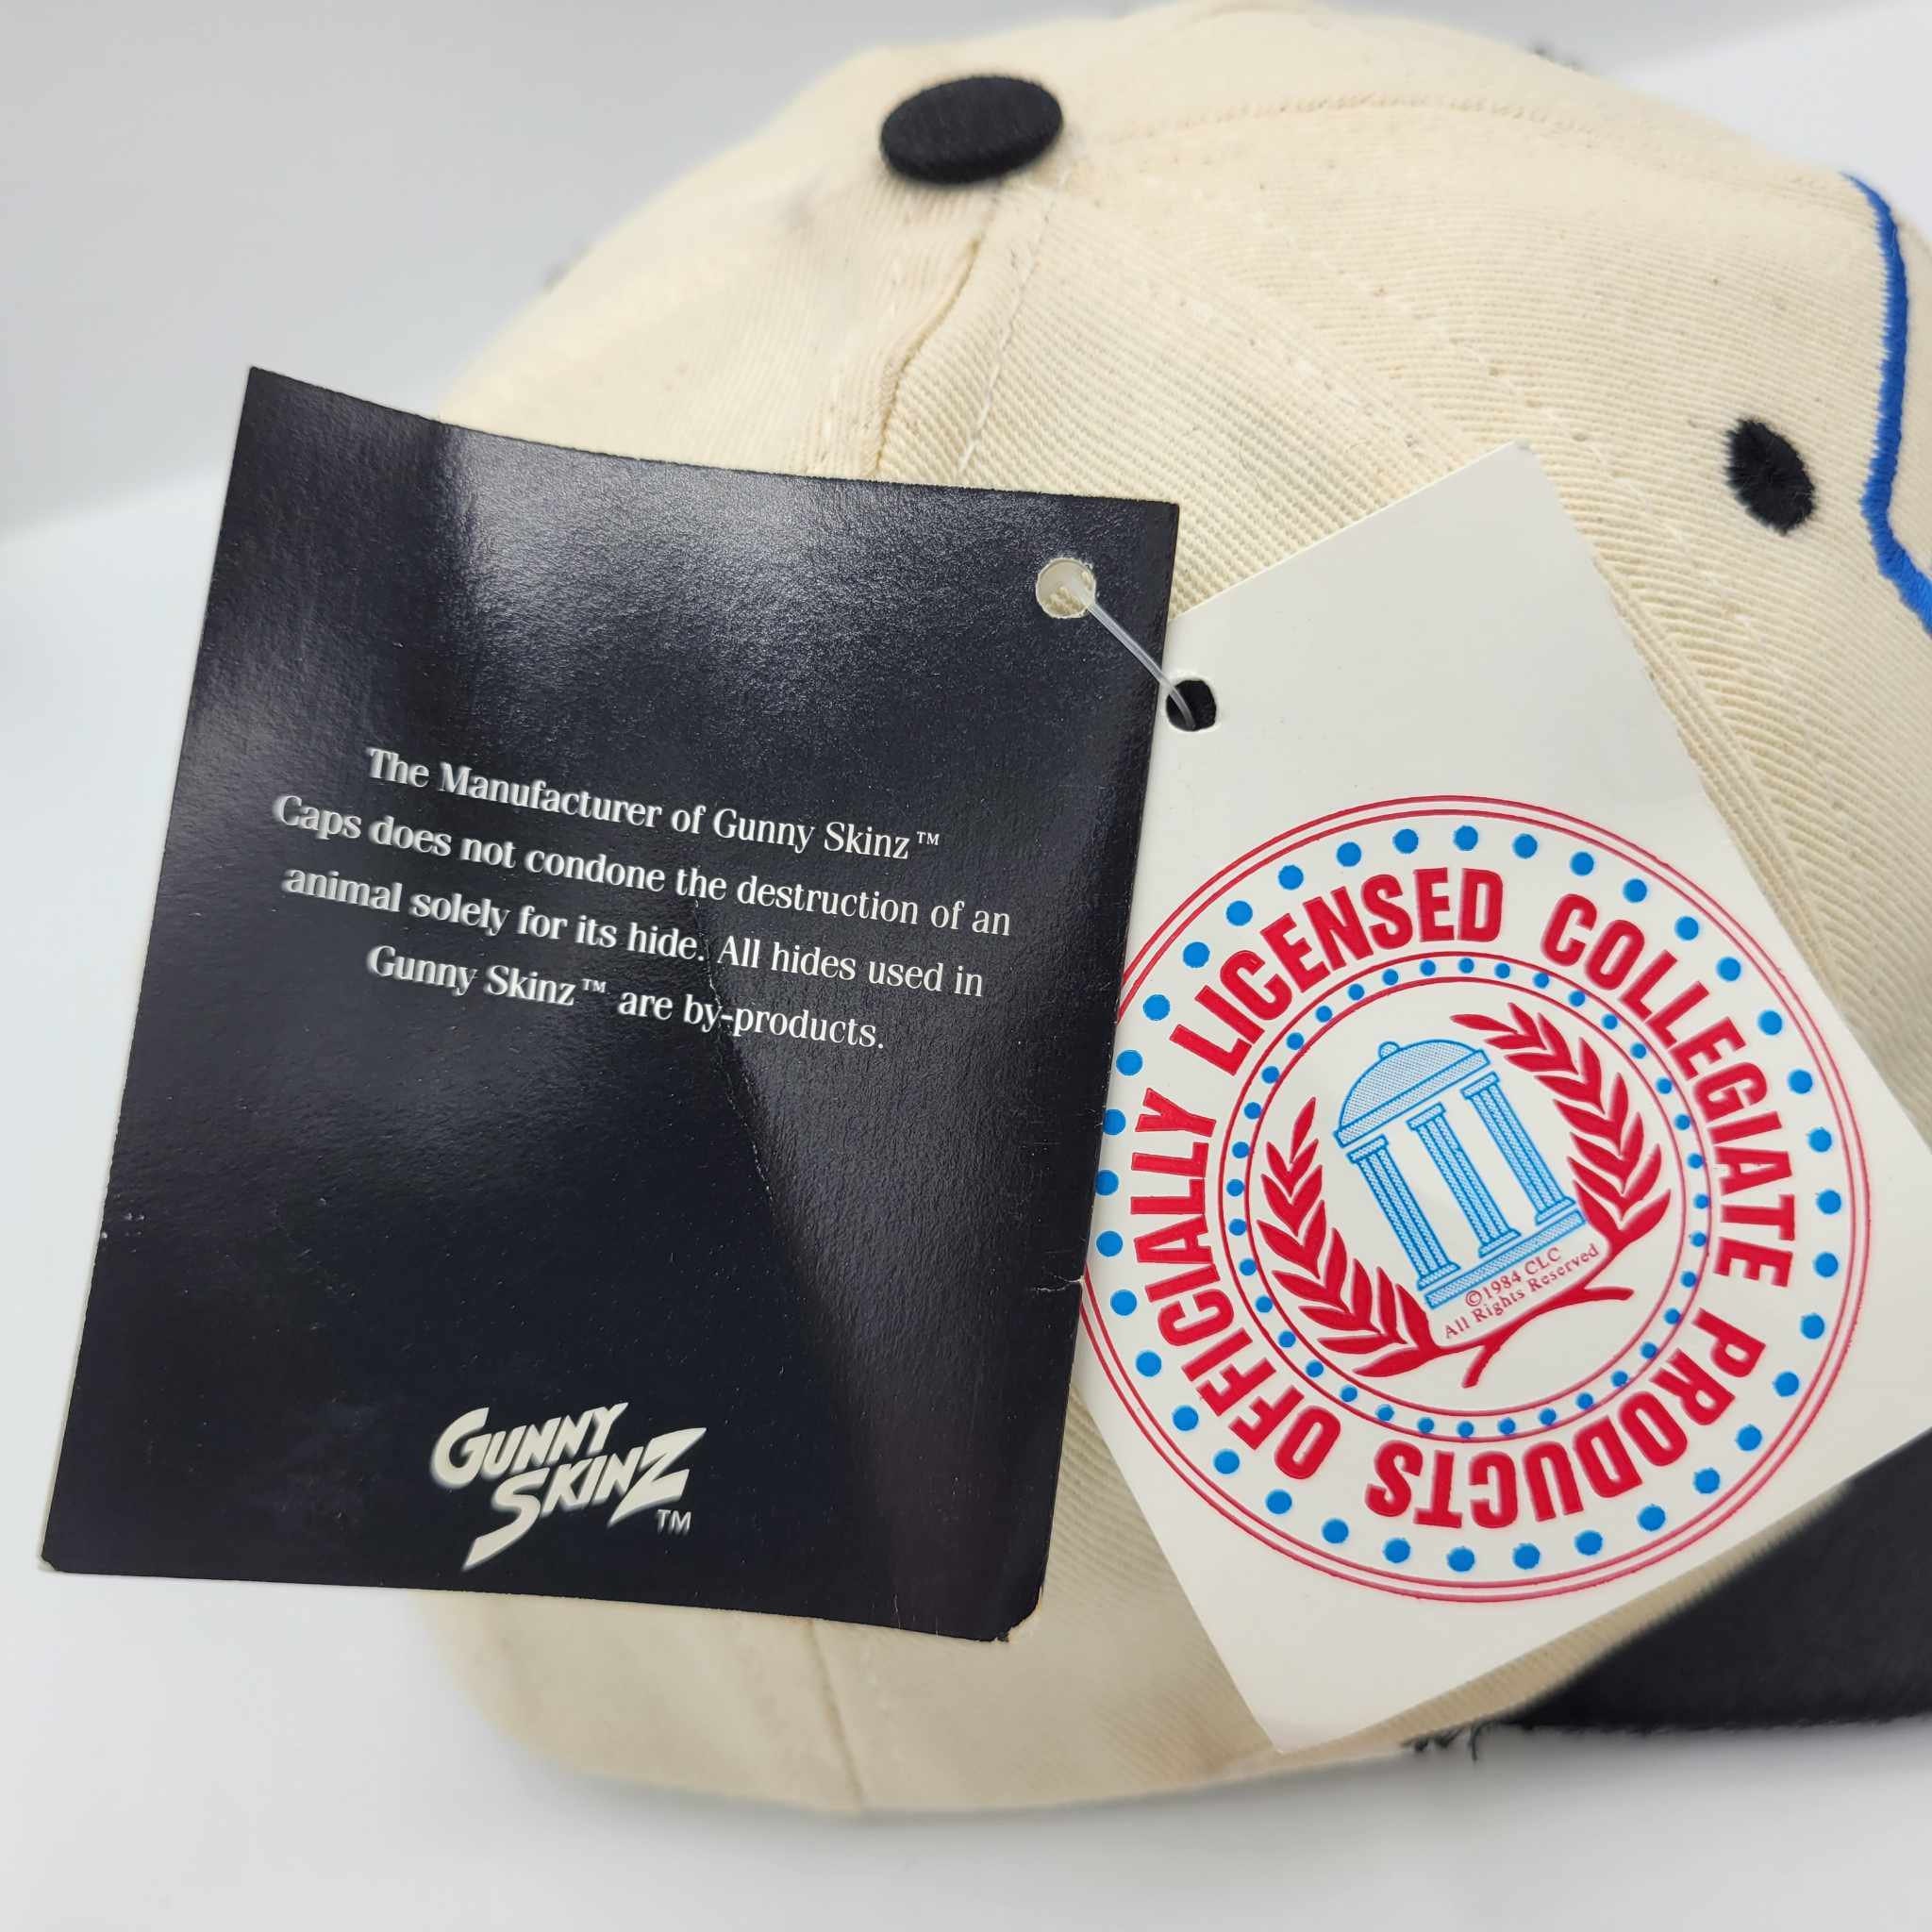 The Manufacturer of Gunny Skinz™
Caps does not condone the destruction of an
animal solely for its hide. All hides used in
Gunny Skinz™ are by-products.
GUNNY
SKINZ
TM
OFFICIALLY LICENSED COLLEGIATE PRODUCTS
©1984 CLC
All Rights Reserved